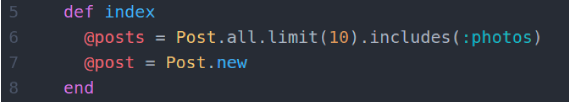 5 def index
6 @posts = Post.all.limit(10).includes(:photos)
7 @post = Post.new
8 end